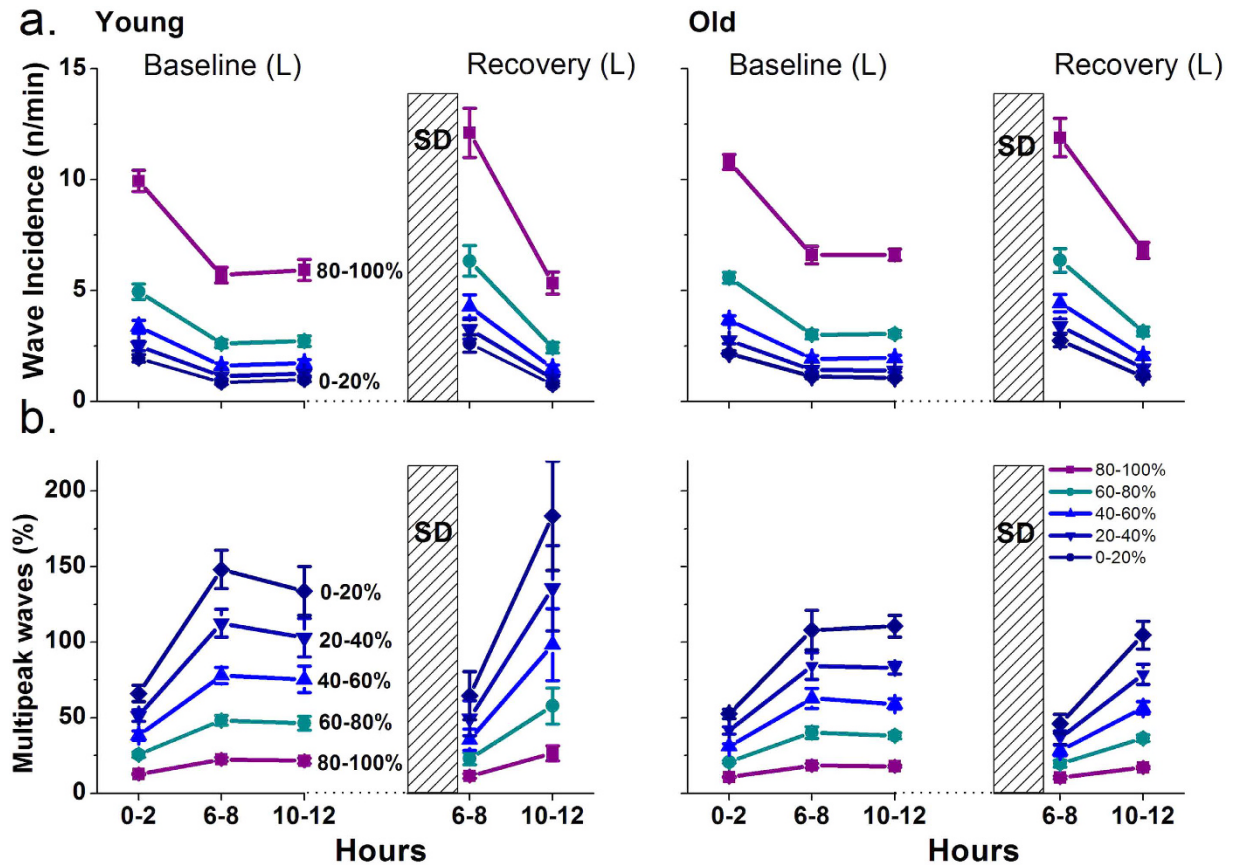 a. Young Old
Baseline (L) Recovery (L) Baseline (L) Recovery (L)
Wave Incidence (n/min)
15
10
5
0
SD
SD
80-100%
0-20%
b.
Multipeak waves (%)
200
150
100
50
0
SD
SD
0-20%
20-40%
40-60%
60-80%
80-100%
80-100%
60-80%
40-60%
20-40%
0-20%
0-2 6-8 10-12 6-8 10-12 0-2 6-8 10-12 6-8 10-12
Hours Hours